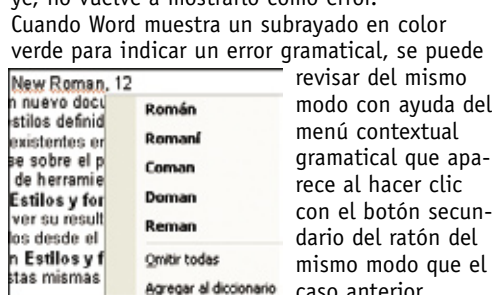 ye, no vuelve a mostrarlo como error.
Cuando Word muestra un subrayado en color
verde para indicar un error gramatical, se puede
revisar del mismo
modo con ayuda del
menú contextual
gramatical que apa-
rece al hacer clic
con el botón secun-
dario del ratón del
mismo modo que el
caso anterior
New Roman, 12
n nuevo docu
stilos definid
existentes er
se sobre el p
de herramie
Estilos y for
ver su result
los desde el
n Estilos y f
stas mismas
Román
Romaní
Coman
Doman
Reman
Omitir todas
Agregar al diccionario